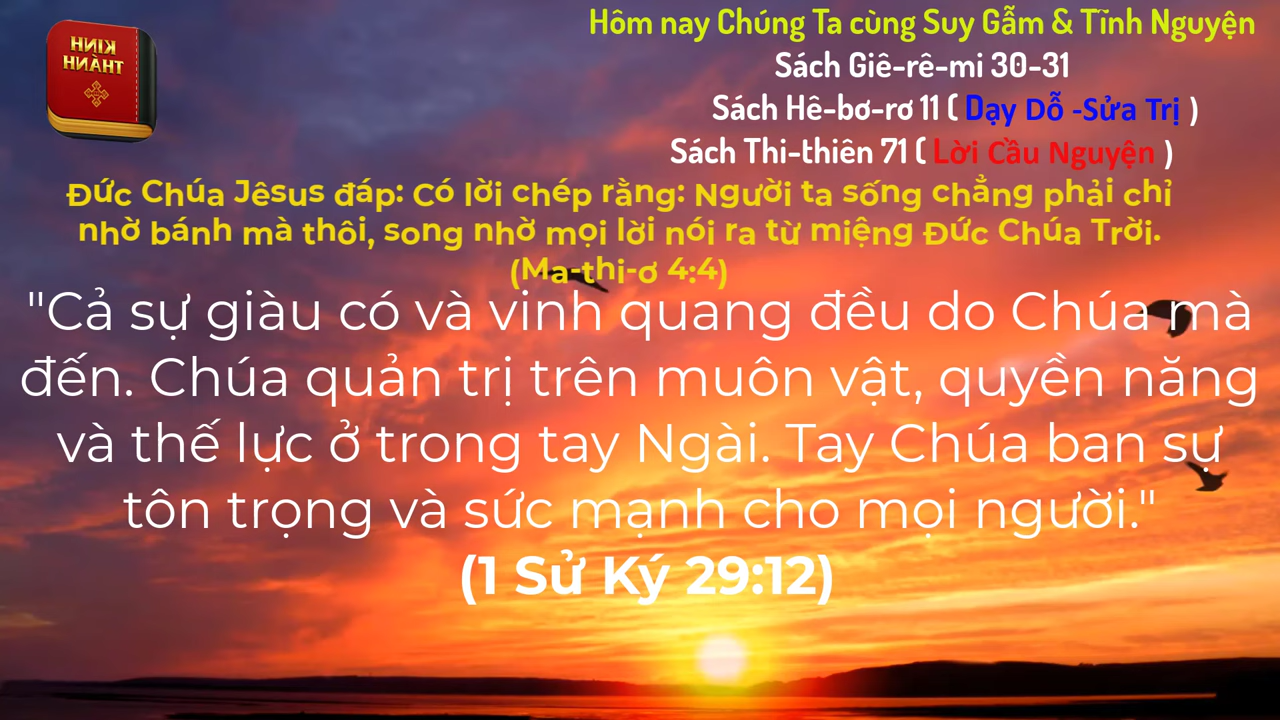 KINH
THÁNH
Hôm nay Chúng Ta cùng Suy Gẫm & Tĩnh Nguyện
Sách Giê-rê-mi 30-31
Sách Hê-bơ-rơ 11 ( Dạy Dỗ -Sửa Trị )
Sách Thi-thiên 71 ( Lời Cầu Nguyện )
Đức Chúa Jêsus đáp: Có lời chép rằng: Người ta sống chẳng phải chỉ
nhờ bánh mà thôi, song nhờ mọi lời nói ra từ miệng Đức Chúa Trời.
(Ma-thi-ơ 4:4)
"Cả sự giàu có và vinh quang đều do Chúa mà
đến. Chúa quản trị trên muôn vật, quyền năng
và thế lực ở trong tay Ngài. Tay Chúa ban sự
tôn trọng và sức mạnh cho mọi người."
(1 Sử Ký 29:12)